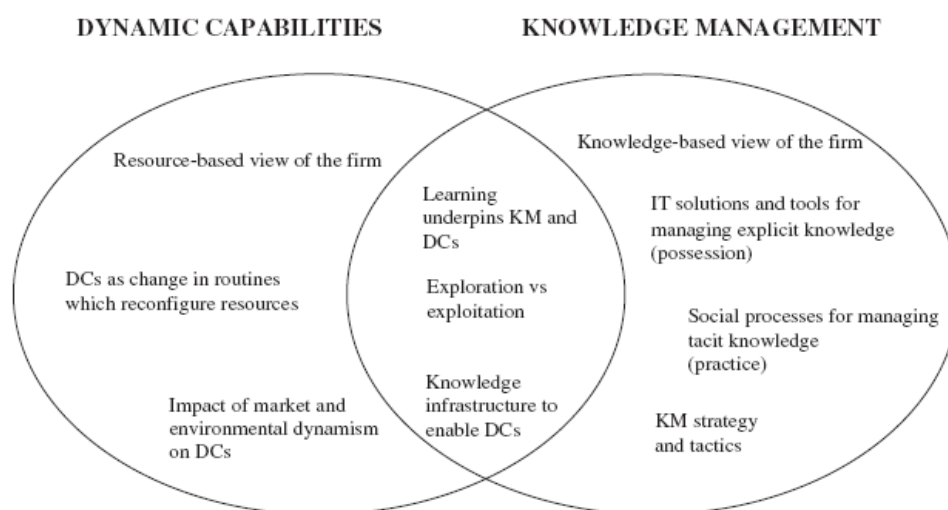 DYNAMIC CAPABILITIES
KNOWLEDGE MANAGEMENT
Resource-based view of the firm
DCs as change in routines
which reconfigure resources
Impact of market and
environmental dynamism
on DCs
Learning
underpins KM and
DCs
Exploration vs
exploitation
Knowledge
infrastructure to
enable DCs
Knowledge-based view of the firm
IT solutions and tools for
managing explicit knowledge
(possession)
Social processes for managing
tacit knowledge
(practice)
KM strategy
and tactics